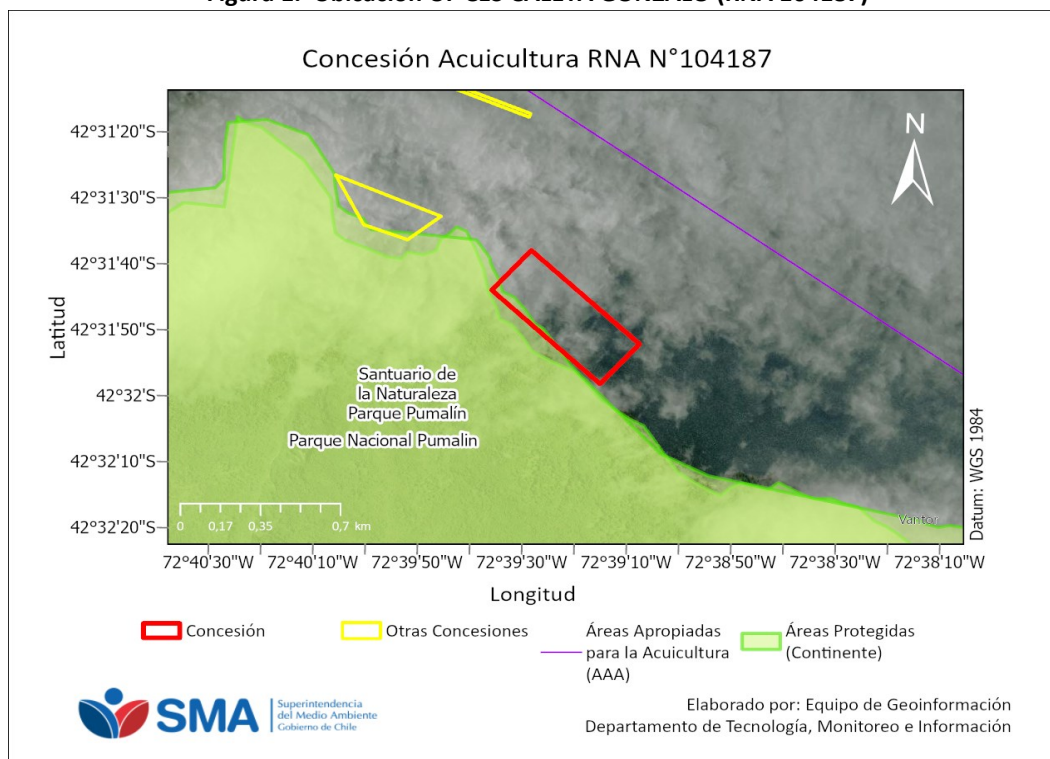 Concesión Acuicultura RNA N°104187
N
42°31'20"S
42°31'30"S
42°31'40"S
42°31'50"S
42°32'S
42°32'10"S
42°32'20"S
Latitud
Santuario de
la Naturaleza
Parque Pumalín
Parque Nacional Pumalin
0 0,17 0,35 0,7 km
Vantor
Datum: WGS 1984
72°40'30"W 72°40'10"W 72°39'50"W 72°39'30"W 72°39'10"W 72°38'50"W 72°38'30"W 72°38'10"W
Longitud
Concesión
Otras Concesiones
Áreas Apropiadas
para la Acuicultura
(AAA)
Áreas Protegidas
(Continente)
SMA
Superintendencia
del Medio Ambiente
Gobierno de Chile
Elaborado por: Equipo de Geoinformación
Departamento de Tecnología, Monitoreo e Información